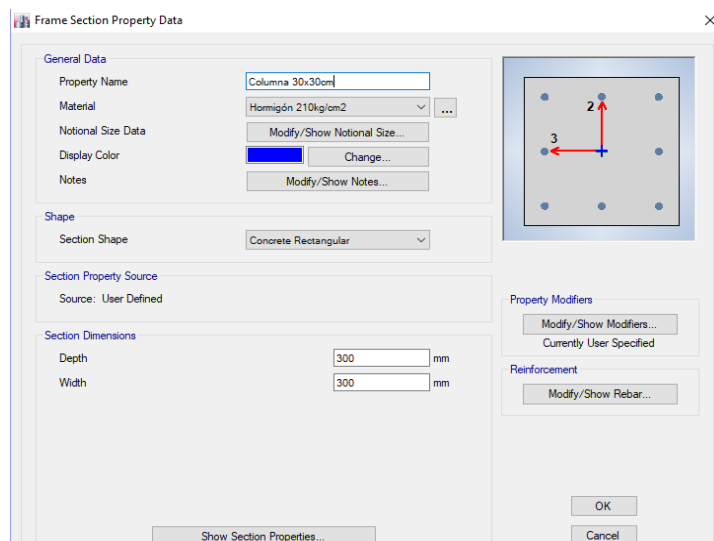 Frame Section Property Data
General Data
Property Name Columna 30x30cm
Material Hormigón 210kg/cm2 ...
Notional Size Data Modify/Show Notional Size...
Display Color Change...
Notes Modify/Show Notes...
2
3
Shape
Section Shape Concrete Rectangular
Section Property Source
Source: User Defined
Property Modifiers
Modify/Show Modifiers...
Currently User Specified
Section Dimensions
Depth 300 mm
Width 300 mm
Reinforcement
Modify/Show Rebar...
OK
Show Section Properties...
Cancel